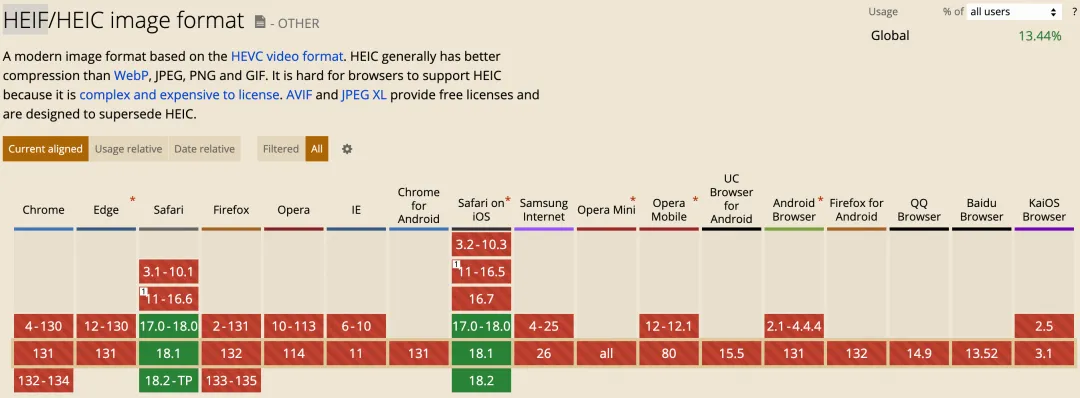 HEIF/HEIC image format - OTHER
Usage % of all users ?
Global 13.44%
A modern image format based on the HEVC video format. HEIC generally has better
compression than WebP, JPEG, PNG and GIF. It is hard for browsers to support HEIC
because it is complex and expensive to license. AVIF and JPEG XL provide free licenses and
are designed to supersede HEIC.
Current aligned Usage relative Date relative Filtered All
Chrome
Edge *
Safari
Firefox
Opera
IE
Chrome
for
Android
Safari on *
iOS
Samsung
Internet
Opera Mini *
Opera *
Mobile
UC
Browser
for
Android
Android *
Browser
Firefox for
Android
QQ
Browser
Baidu
Browser
KaiOS
Browser
3.2-10.3
3.1-10.1 1 11-16.5
1 11-16.6 16.7
4-130 12-130 17.0-18.0 2-131 10-113 6-10 17.0-18.0 4-25 12-12.1 2.1-4.4.4 2.5
131 131 18.1 132 114 11 131 18.1 26 all 80 15.5 131 132 14.9 13.52 3.1
132-134 18.2-TP 133-135 18.2